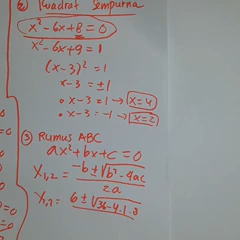 ② Kuadrat Sempurna
x² - 6x + 8 = 0
x² - 6x + 9 = 1
(x - 3)² = 1
x - 3 = ±1
• x - 3 = 1 → x = 4
• x - 3 = -1 → x = 2
③ Rumus ABC
ax² + bx + c = 0
X₁,₂ = -b ± √b² - 4ac / 2a
X₁,₂ = 6 ± √36 - 4 . 1 . 8